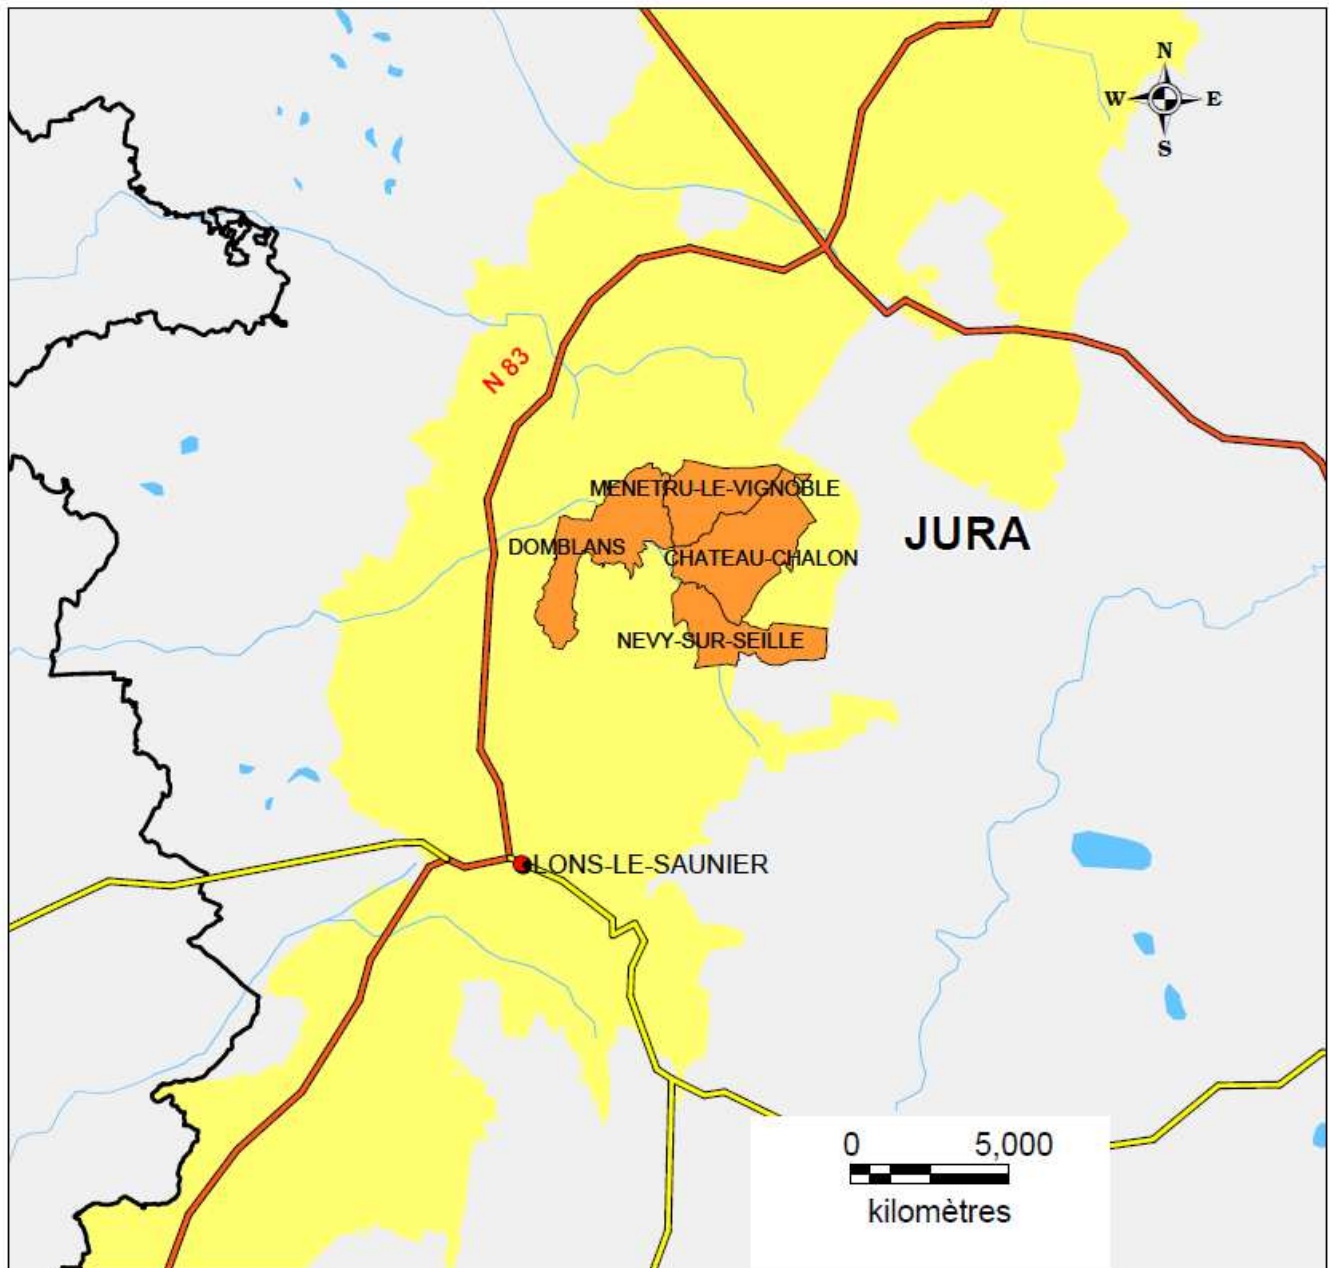 N
W E
S
N 83
MENETRU-LE-VIGNOBLE
JURA
DOMBLANS
CHATEAU-CHALON
NEVY-SUR-SEILLE
LONS-LE-SAUNIER
0 5,000
kilomètres